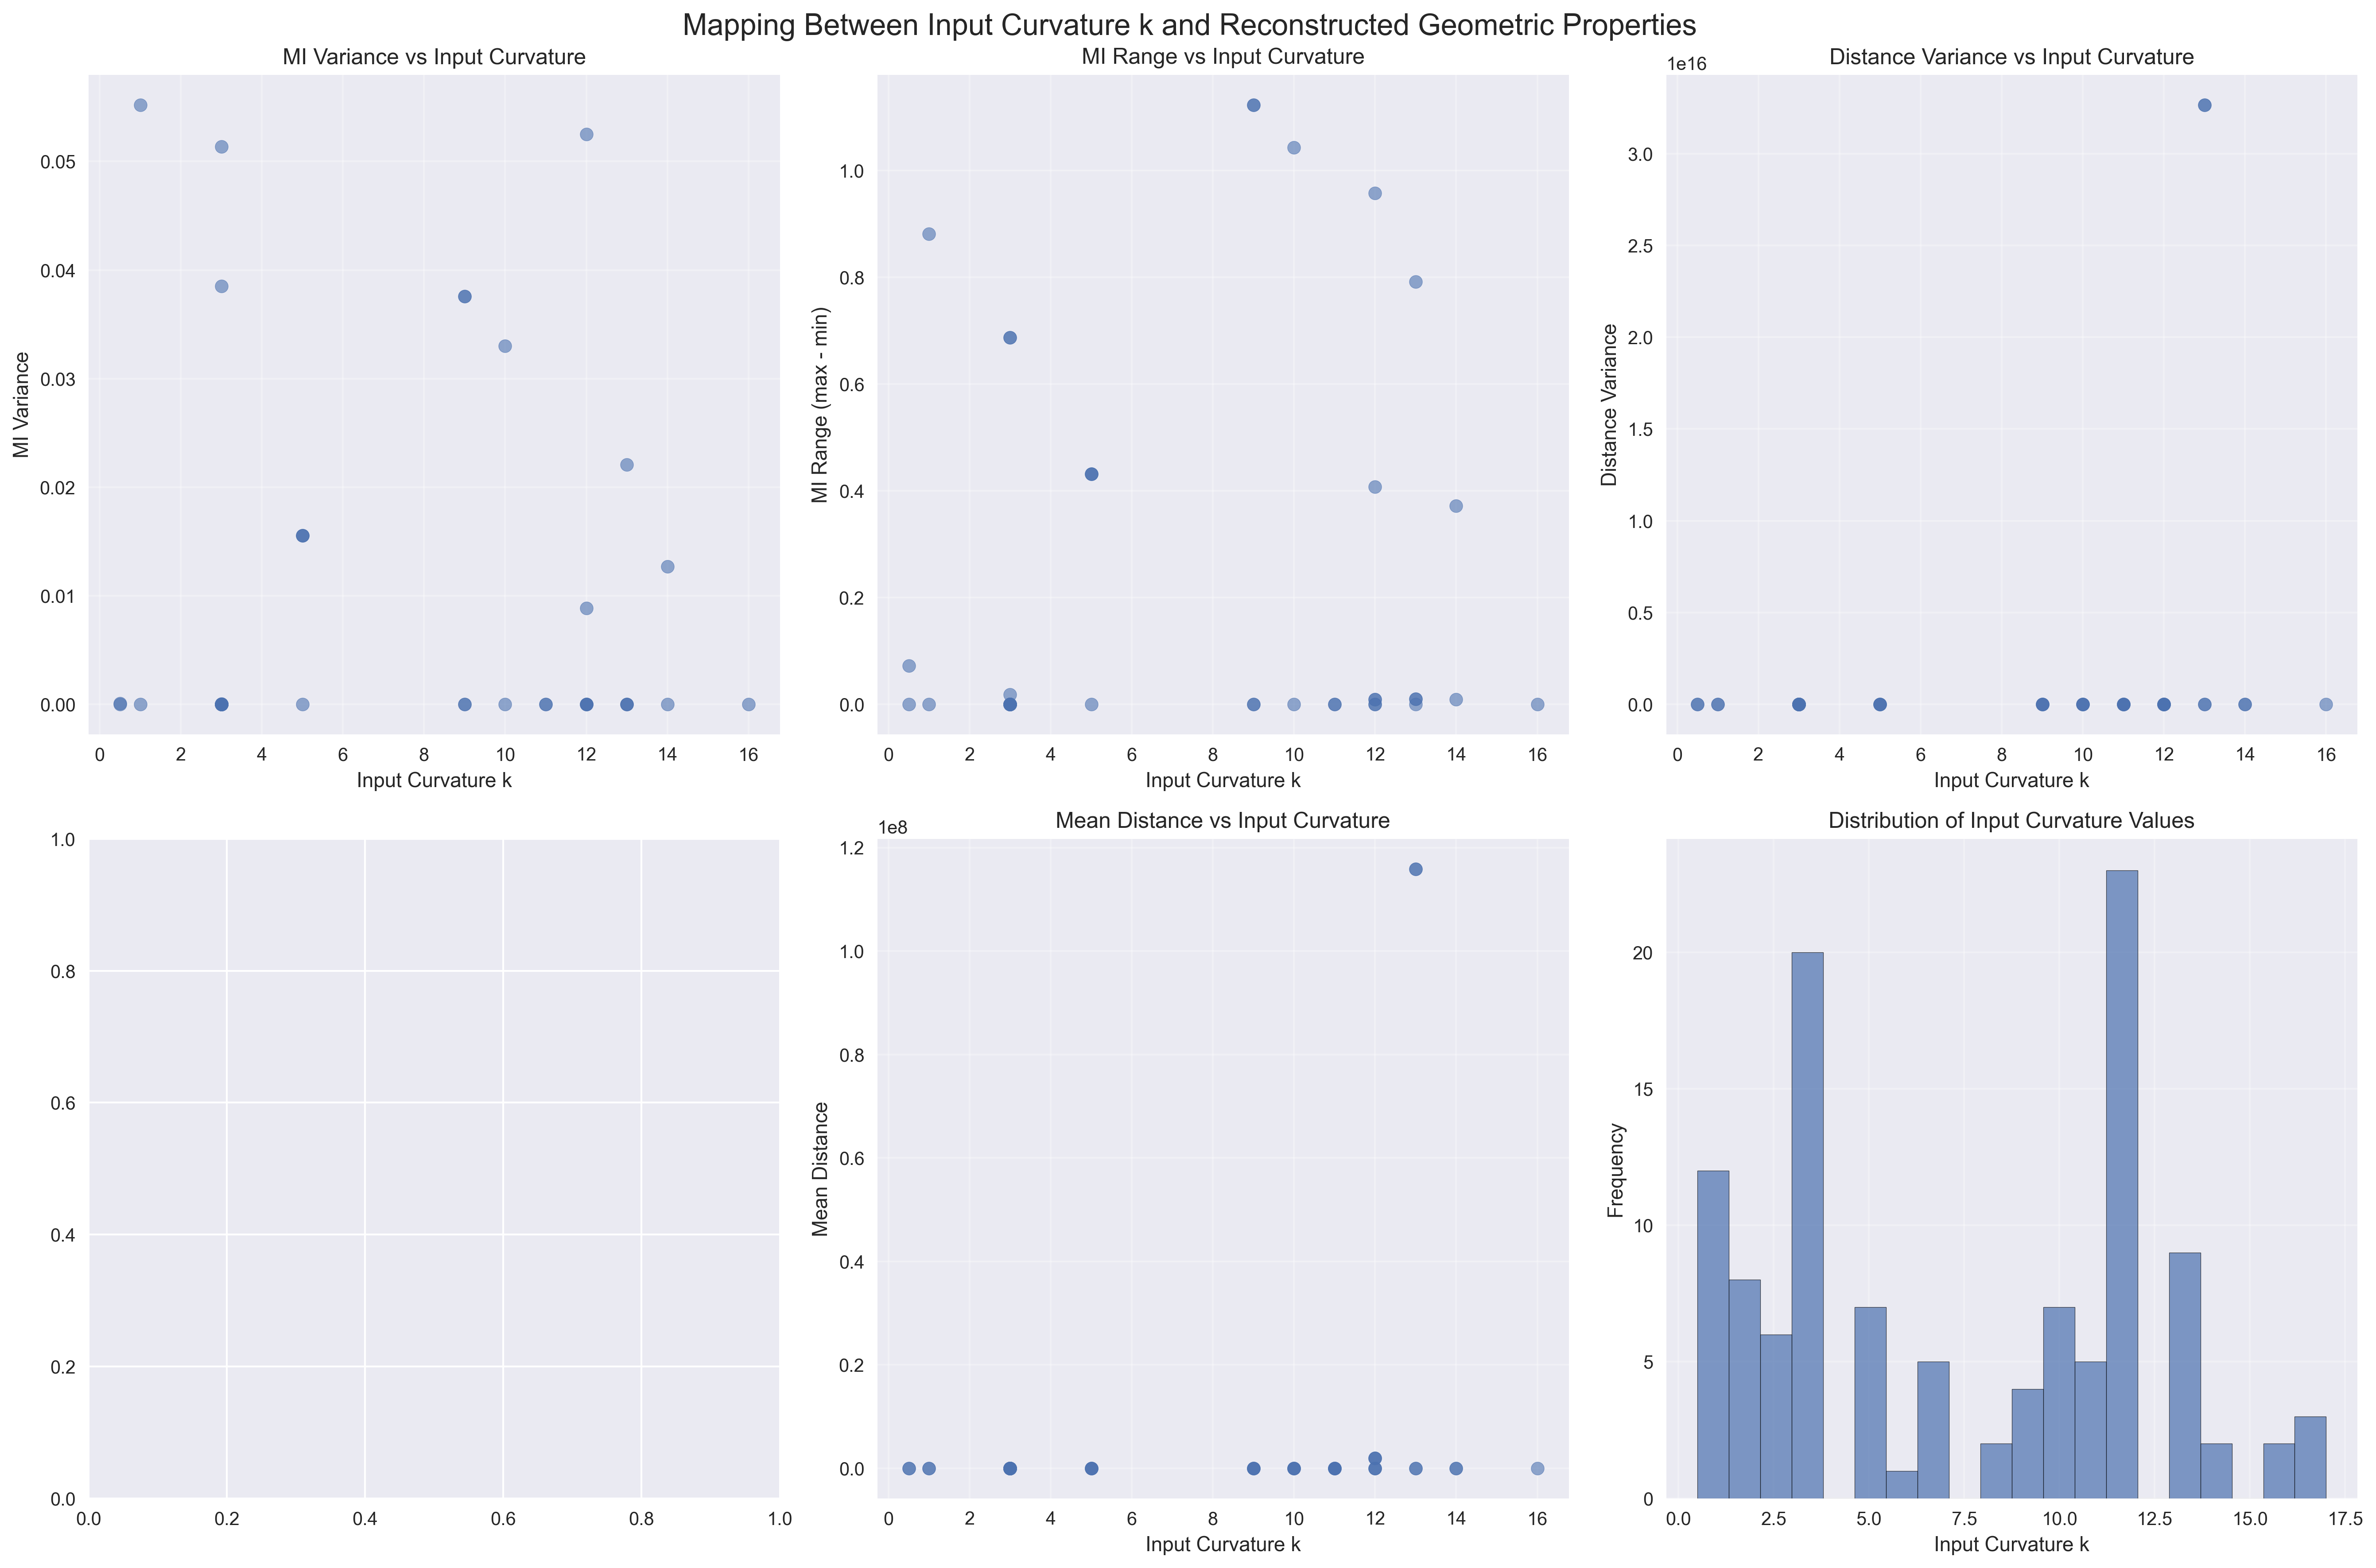 Mapping Between Input Curvature k and Reconstructed Geometric Properties
MI Variance vs Input Curvature
MI Variance
0.05
0.04
0.03
0.02
0.01
0.00
0 2 4 6 8 10 12 14 16
Input Curvature k
MI Range vs Input Curvature
MI Range (max - min)
1.0
0.8
0.6
0.4
0.2
0.0
0 2 4 6 8 10 12 14 16
Input Curvature k
1e16
Distance Variance vs Input Curvature
Distance Variance
3.0
2.5
2.0
1.5
1.0
0.5
0.0
0 2 4 6 8 10 12 14 16
Input Curvature k
1.0
0.8
0.6
0.4
0.2
0.0
0.0 0.2 0.4 0.6 0.8 1.0
1e8
Mean Distance vs Input Curvature
Mean Distance
1.2
1.0
0.8
0.6
0.4
0.2
0.0
0 2 4 6 8 10 12 14 16
Input Curvature k
Distribution of Input Curvature Values
Frequency
20
15
10
5
0
0.0 2.5 5.0 7.5 10.0 12.5 15.0 17.5
Input Curvature k